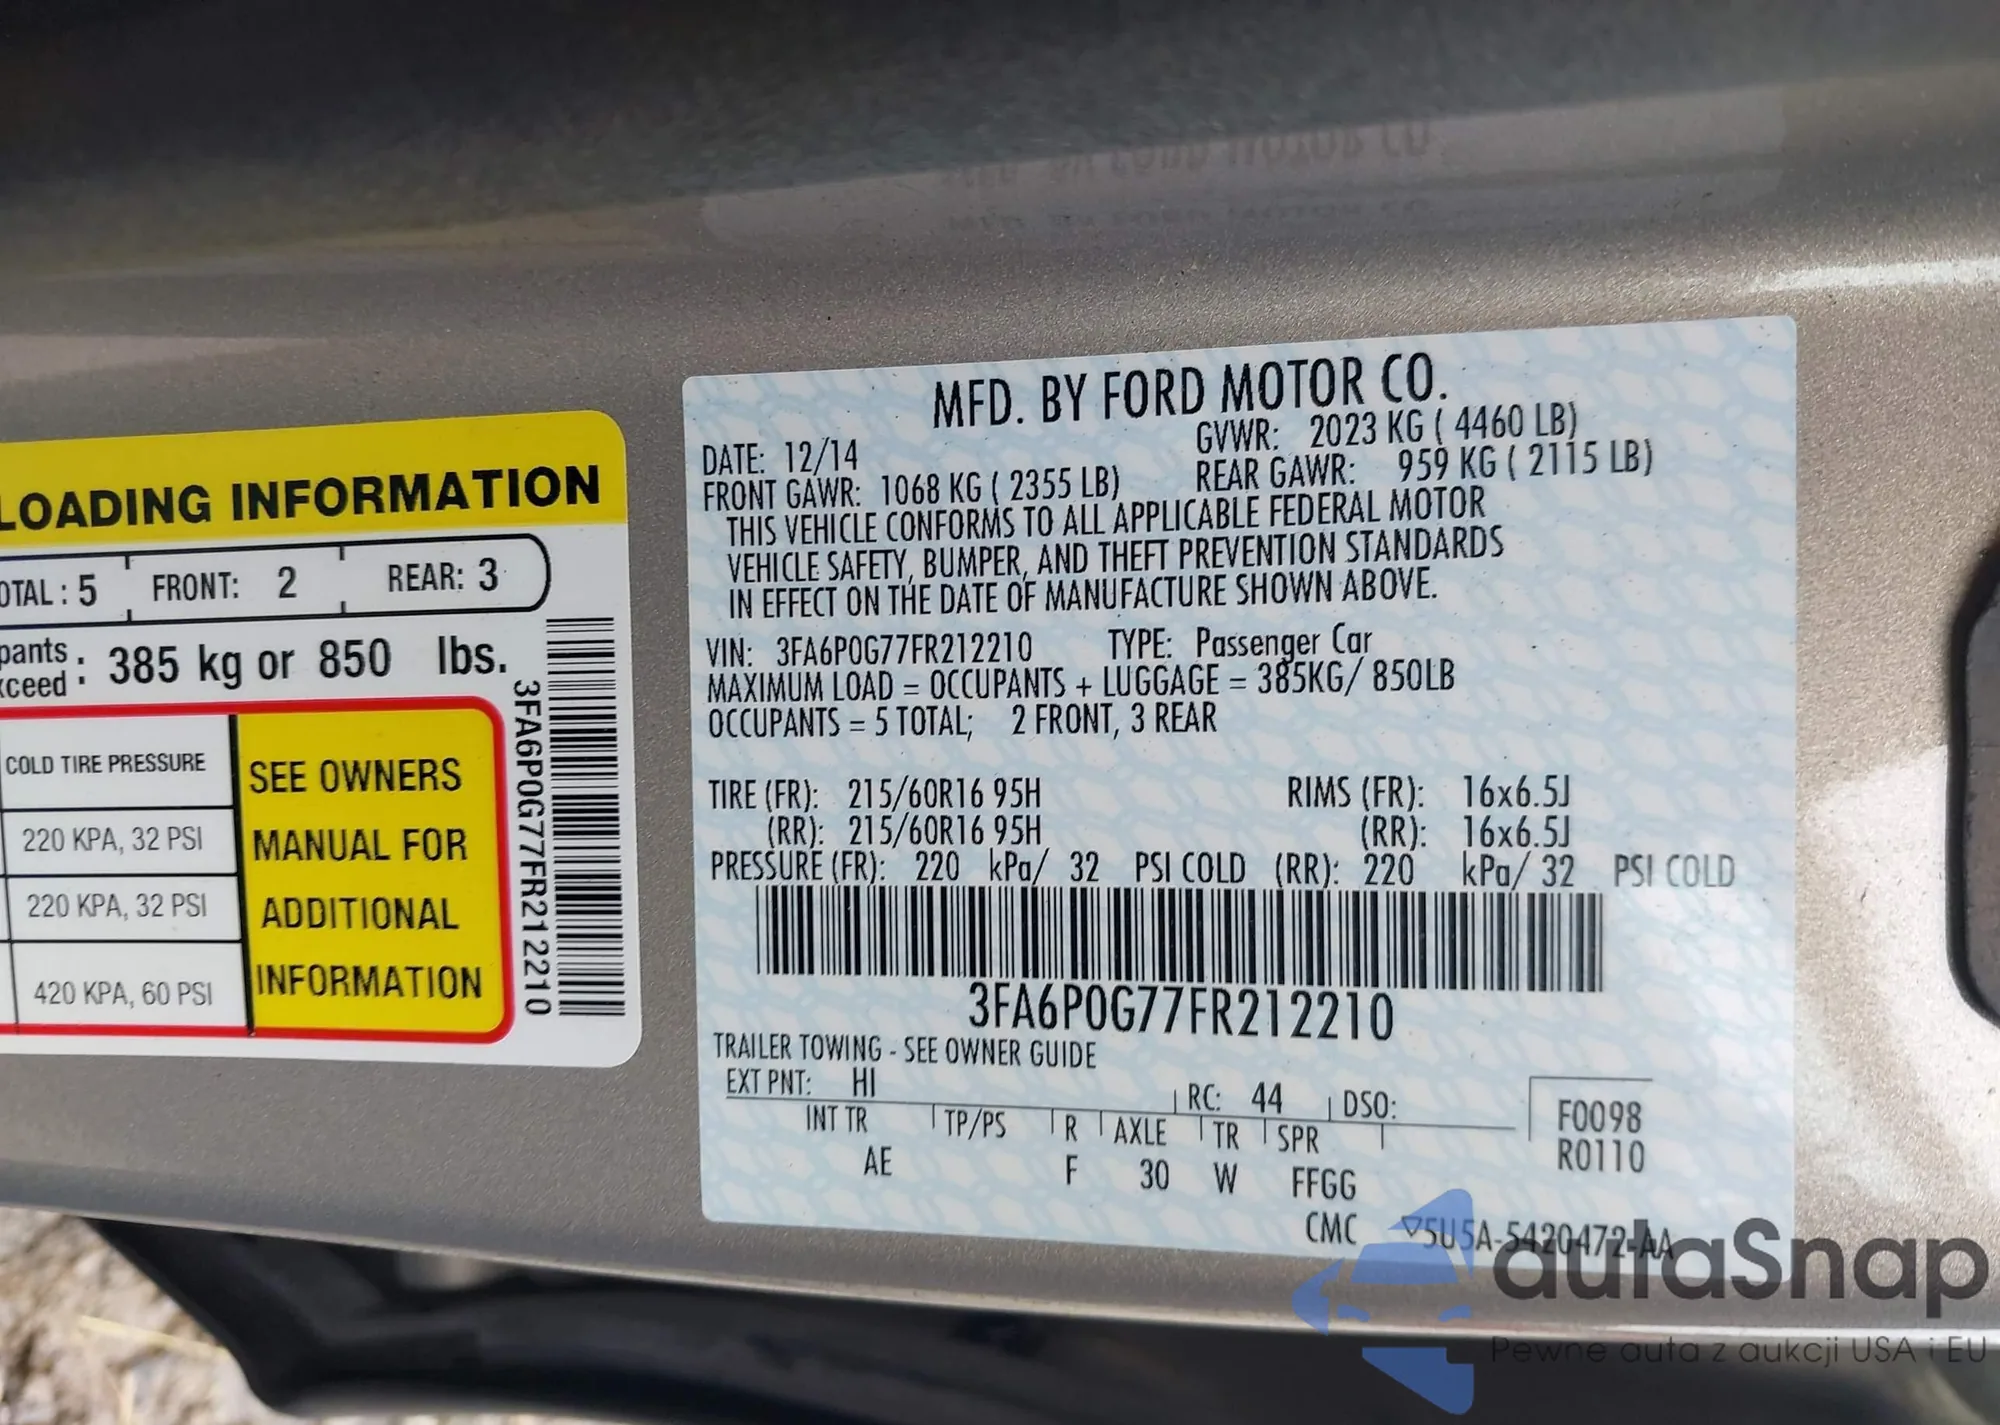 LOADING INFORMATION
OTAL : 5 FRONT: 2 REAR: 3
pants
xceed : 385 kg or 850 lbs.
COLD TIRE PRESSURE
220 KPA, 32 PSI
220 KPA, 32 PSI
420 KPA, 60 PSI
SEE OWNERS
MANUAL FOR
ADDITIONAL
INFORMATION
3FA6P0G77FR212210
MFD. BY FORD MOTOR CO.
DATE: 12/14 GVWR: 2023 KG ( 4460 LB)
FRONT GAWR: 1068 KG ( 2355 LB) REAR GAWR: 959 KG ( 2115 LB)
THIS VEHICLE CONFORMS TO ALL APPLICABLE FEDERAL MOTOR
VEHICLE SAFETY, BUMPER, AND THEFT PREVENTION STANDARDS
IN EFFECT ON THE DATE OF MANUFACTURE SHOWN ABOVE.
VIN: 3FA6P0G77FR212210 TYPE: Passenger Car
MAXIMUM LOAD = OCCUPANTS + LUGGAGE = 385KG/ 850LB
OCCUPANTS = 5 TOTAL; 2 FRONT, 3 REAR
TIRE (FR): 215/60R16 95H RIMS (FR): 16x6.5J
(RR): 215/60R16 95H (RR): 16x6.5J
PRESSURE (FR): 220 kPa/ 32 PSI COLD (RR): 220 kPa/ 32 PSI COLD
3FA6P0G77FR212210
TRAILER TOWING - SEE OWNER GUIDE
EXT PNT: HI RC: 44 DSO:
INT TR TP/PS R AXLE TR SPR
AE F 30 W FFGG
F0098
R0110
CMC ▽5U5A-5420472-AA
autaSnap
Pewne auta z aukcji USA i EU